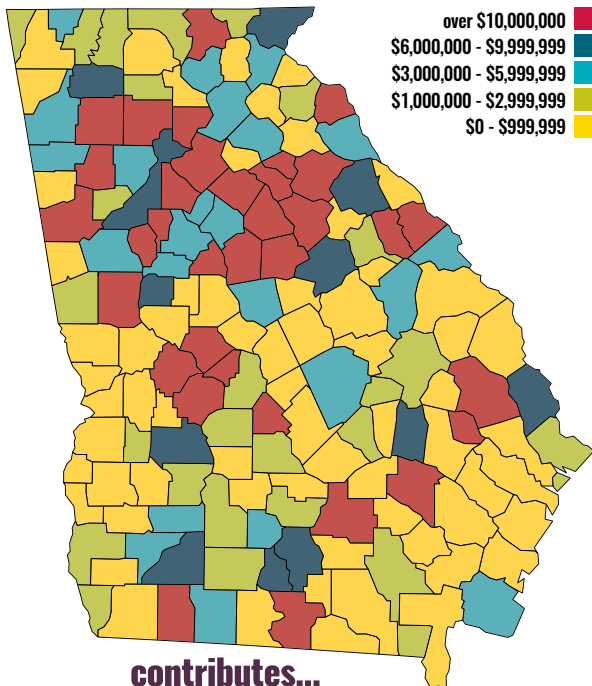 over $10,000,000
$6,000,000 - $9,999,999
$3,000,000 - $5,999,999
$1,000,000 - $2,999,999
$0 - $999,999
contributes...